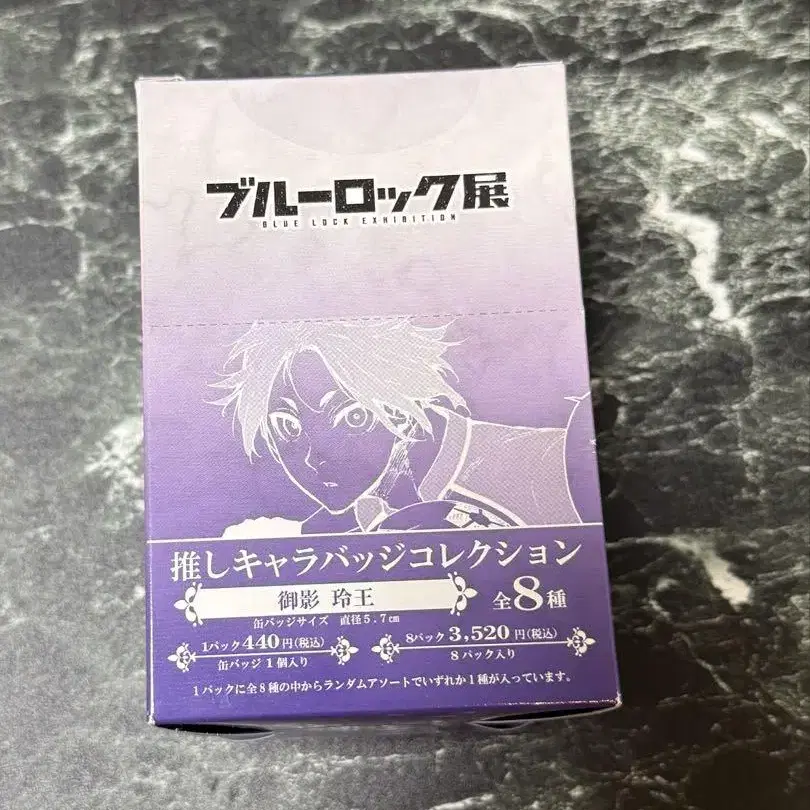 ブルーロック展
BLUE LOCK EXHIBITION
推しキャラバッジコレクション
御影 玲王
全8種
缶バッジサイズ 直径5.7cm
1パック440円(税込)
缶バッジ1個入り
8パック3,520円(税込)
8パック入り
1パックに全8種の中からランダムアソートでいずれか1種が入っています。